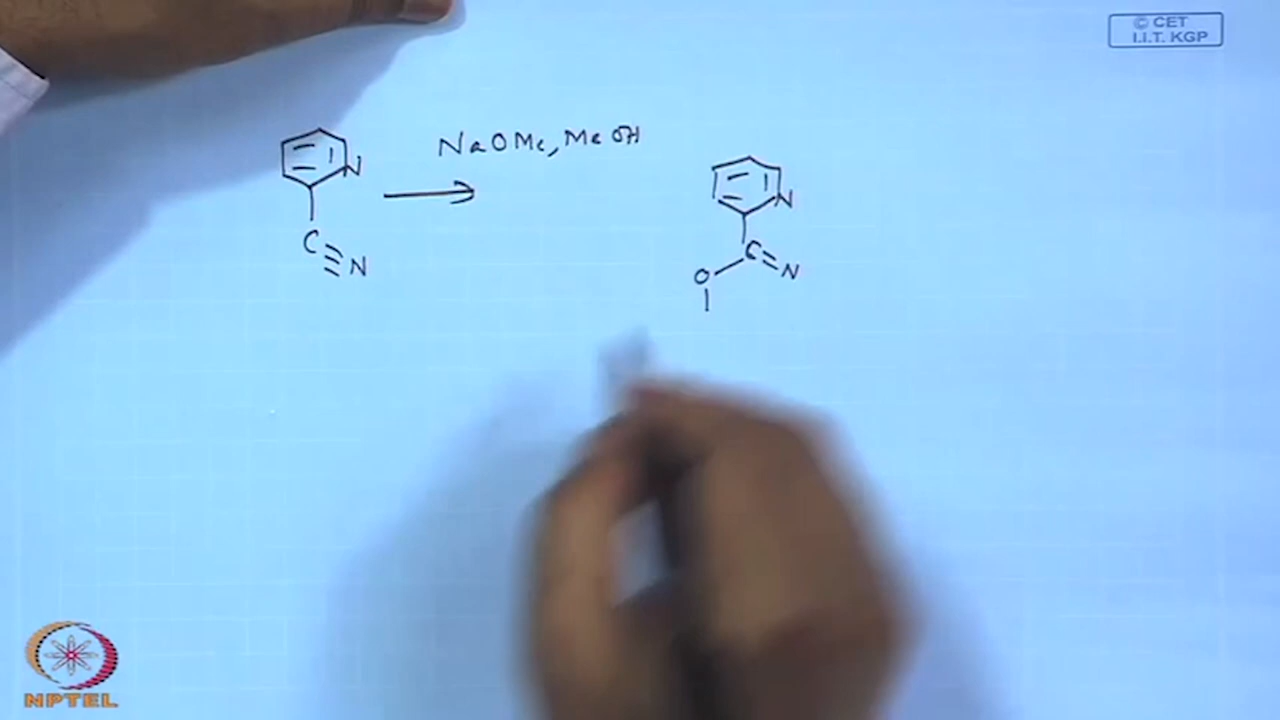 © CET
I.I.T. KGP
NaOMe, MeOH
N
C≡N
N
C=N
O
NPTEL